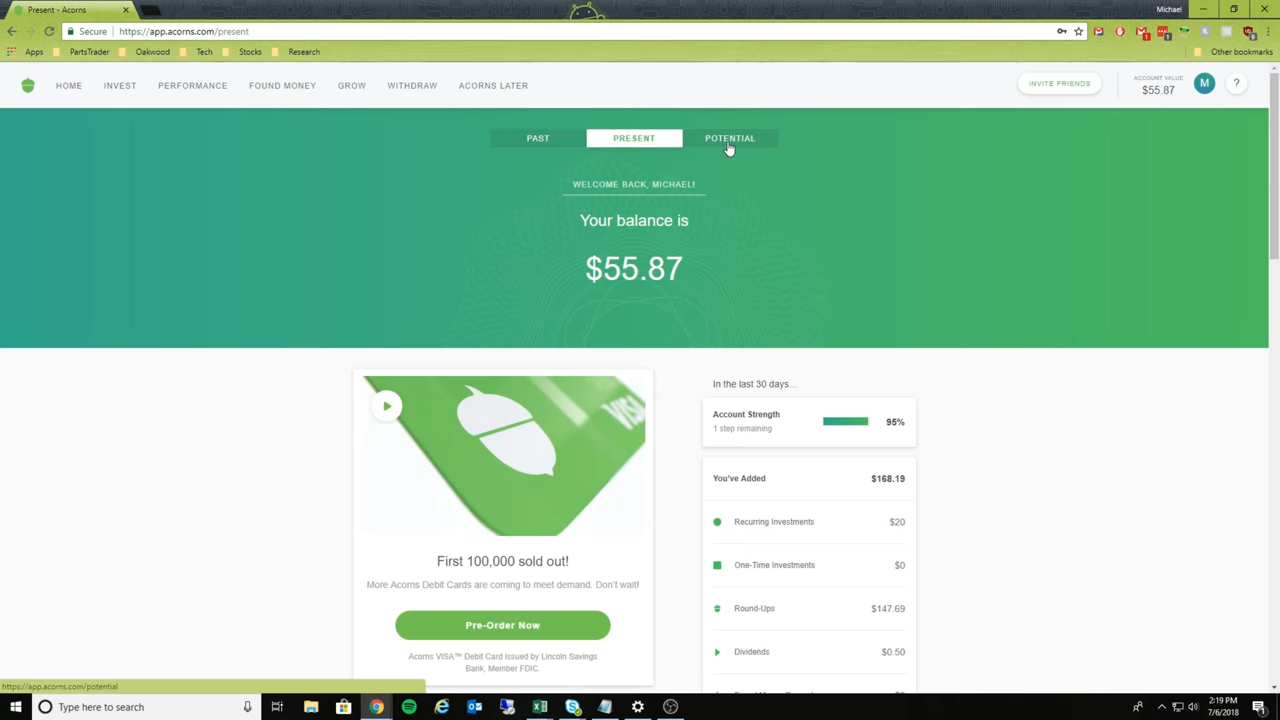 Present - Acorns
Michael
Secure
https://app.acorns.com/present
Apps
PartsTrader
Oakwood
Tech
Stocks
Research
Other bookmarks
HOME
INVEST
PERFORMANCE
FOUND MONEY
GROW
WITHDRAW
ACORNS LATER
INVITE FRIENDS
ACCOUNT VALUE
$55.87
M
?
PAST
PRESENT
POTENTIAL
WELCOME BACK, MICHAEL!
Your balance is
$55.87
VISA
First 100,000 sold out!
More Acorns Debit Cards are coming to meet demand. Don't wait!
Pre-Order Now
Acorns VISA™ Debit Card Issued by Lincoln Savings
Bank, Member FDIC.
In the last 30 days…
Account Strength
1 step remaining
95%
You've Added $168.19
Recurring Investments $20
One-Time Investments $0
Round-Ups $147.69
Dividends $0.50
https://app.acorns.com/potential
Type here to search
2:19 PM
7/6/2018